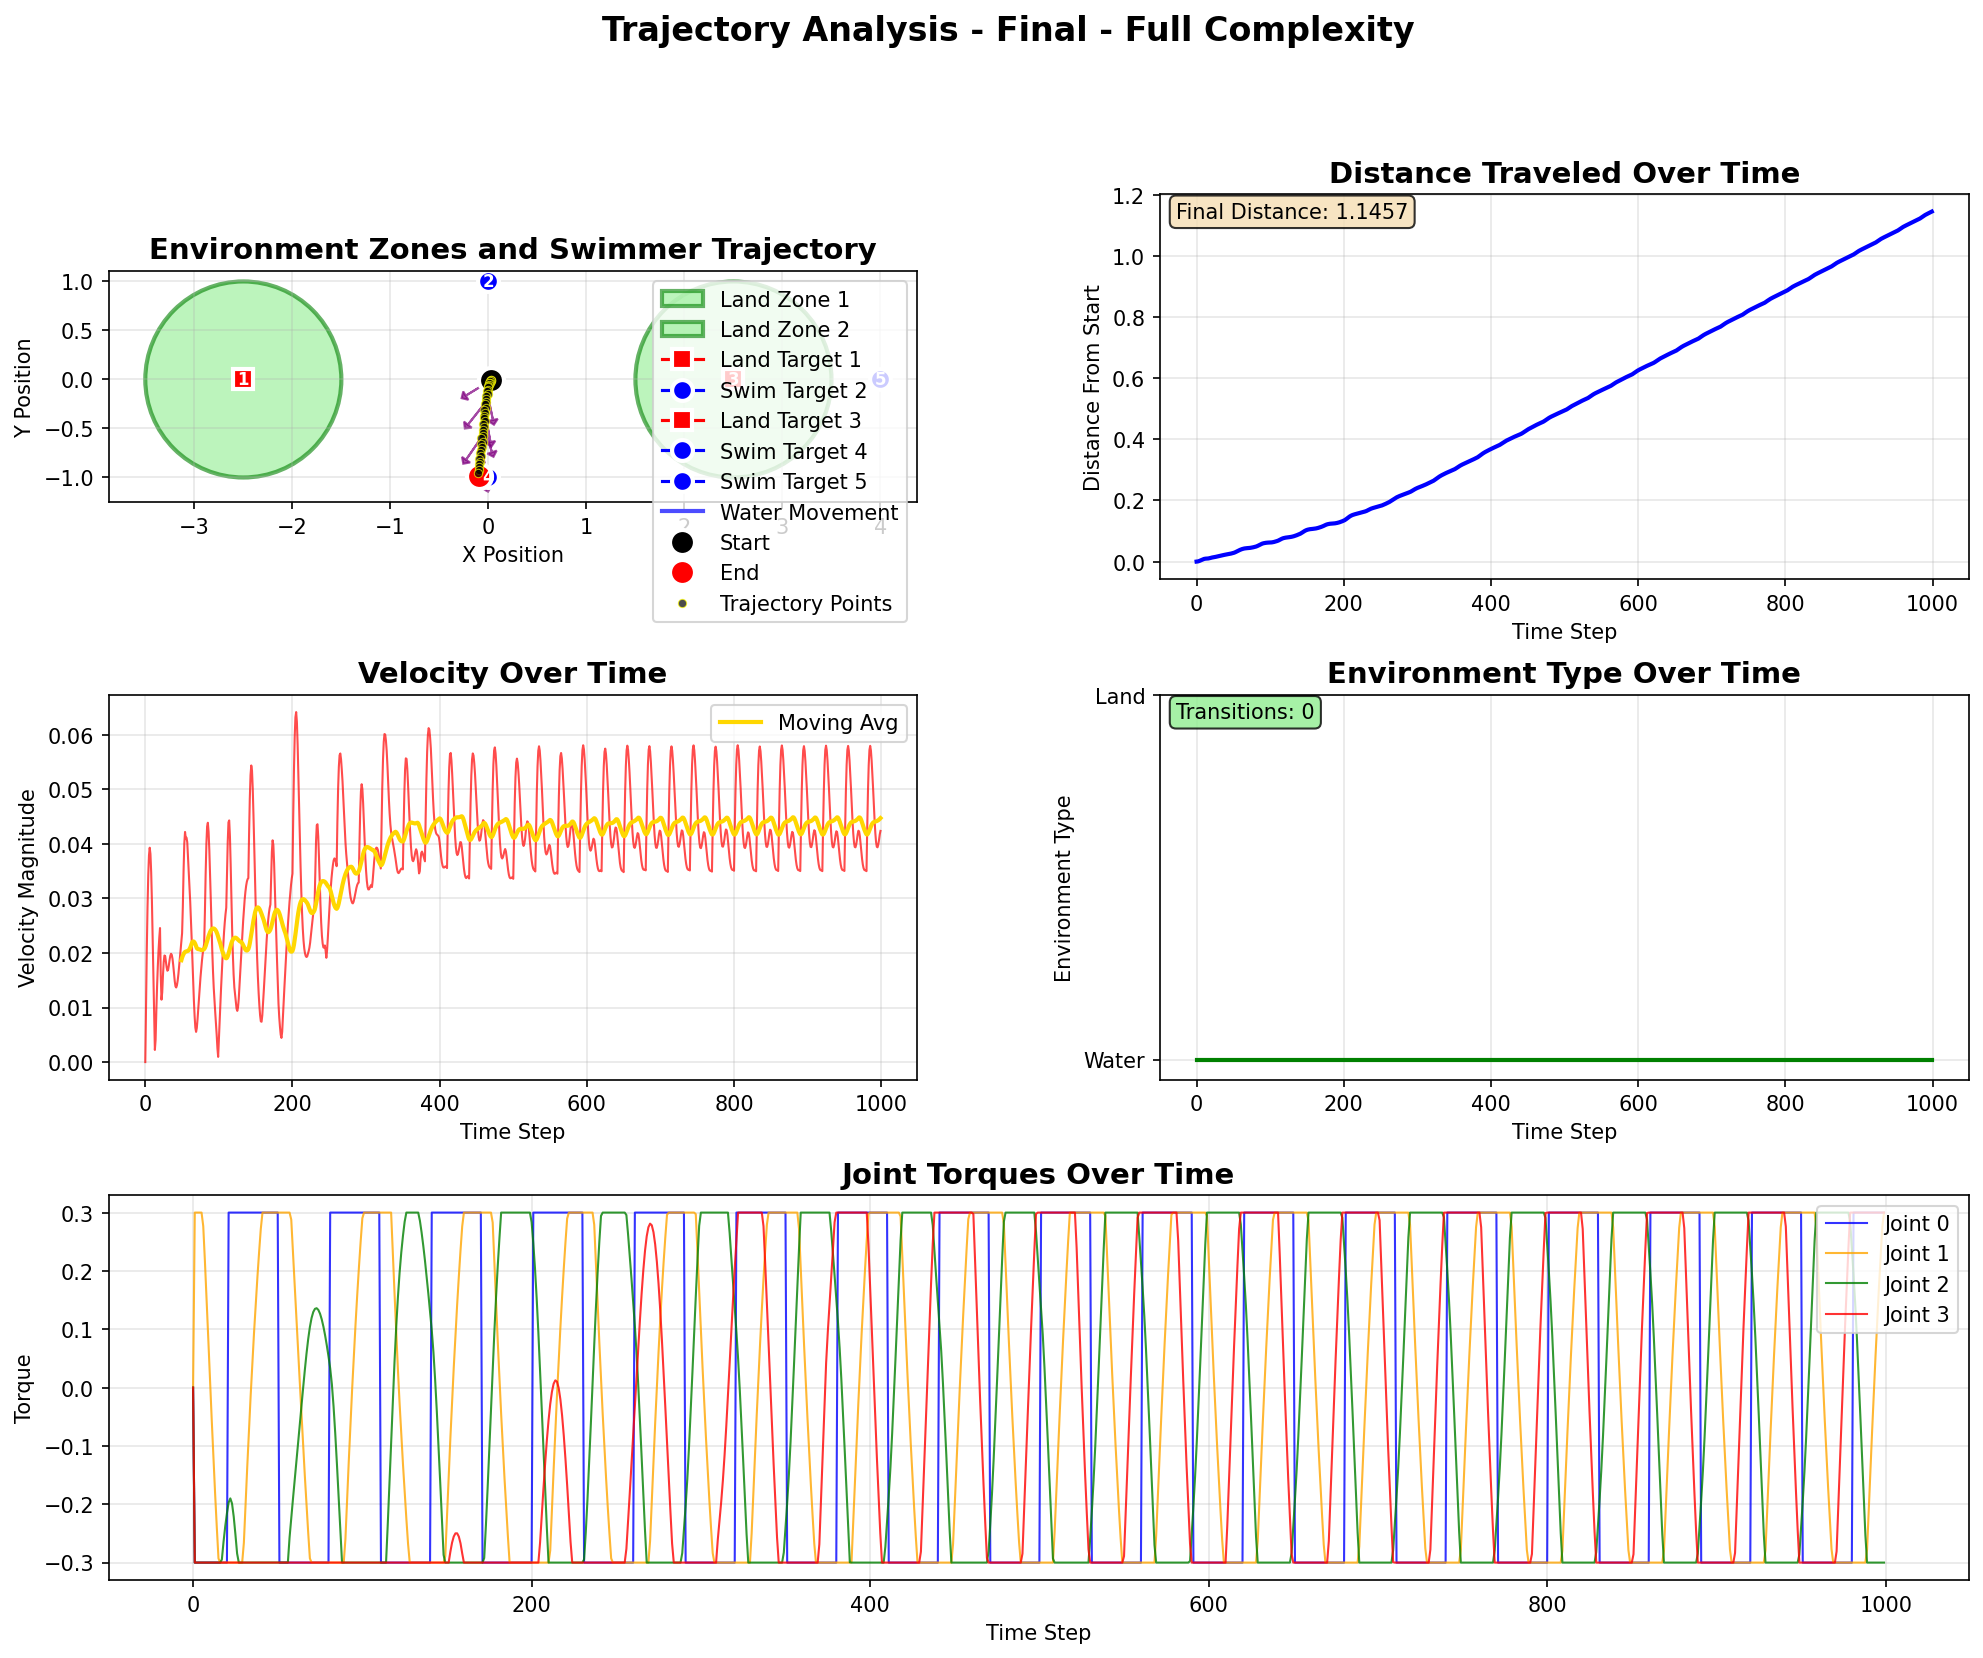 Trajectory Analysis - Final - Full Complexity
Environment Zones and Swimmer Trajectory
Y Position
1.0
0.5
0.0
−0.5
−1.0
1
2
3
4
5
−3
−2
−1
0
1
2
3
4
X Position
Land Zone 1
Land Zone 2
Land Target 1
Swim Target 2
Land Target 3
Swim Target 4
Swim Target 5
Water Movement
Start
End
Trajectory Points
Distance Traveled Over Time
Final Distance: 1.1457
Distance From Start
1.2
1.0
0.8
0.6
0.4
0.2
0.0
0
200
400
600
800
1000
Time Step
Velocity Over Time
Moving Avg
Velocity Magnitude
0.06
0.05
0.04
0.03
0.02
0.01
0.00
0
200
400
600
800
1000
Time Step
Environment Type Over Time
Transitions: 0
Environment Type
Land
Water
0
200
400
600
800
1000
Time Step
Joint Torques Over Time
Torque
0.3
0.2
0.1
0.0
−0.1
−0.2
−0.3
Joint 0
Joint 1
Joint 2
Joint 3
0
200
400
600
800
1000
Time Step